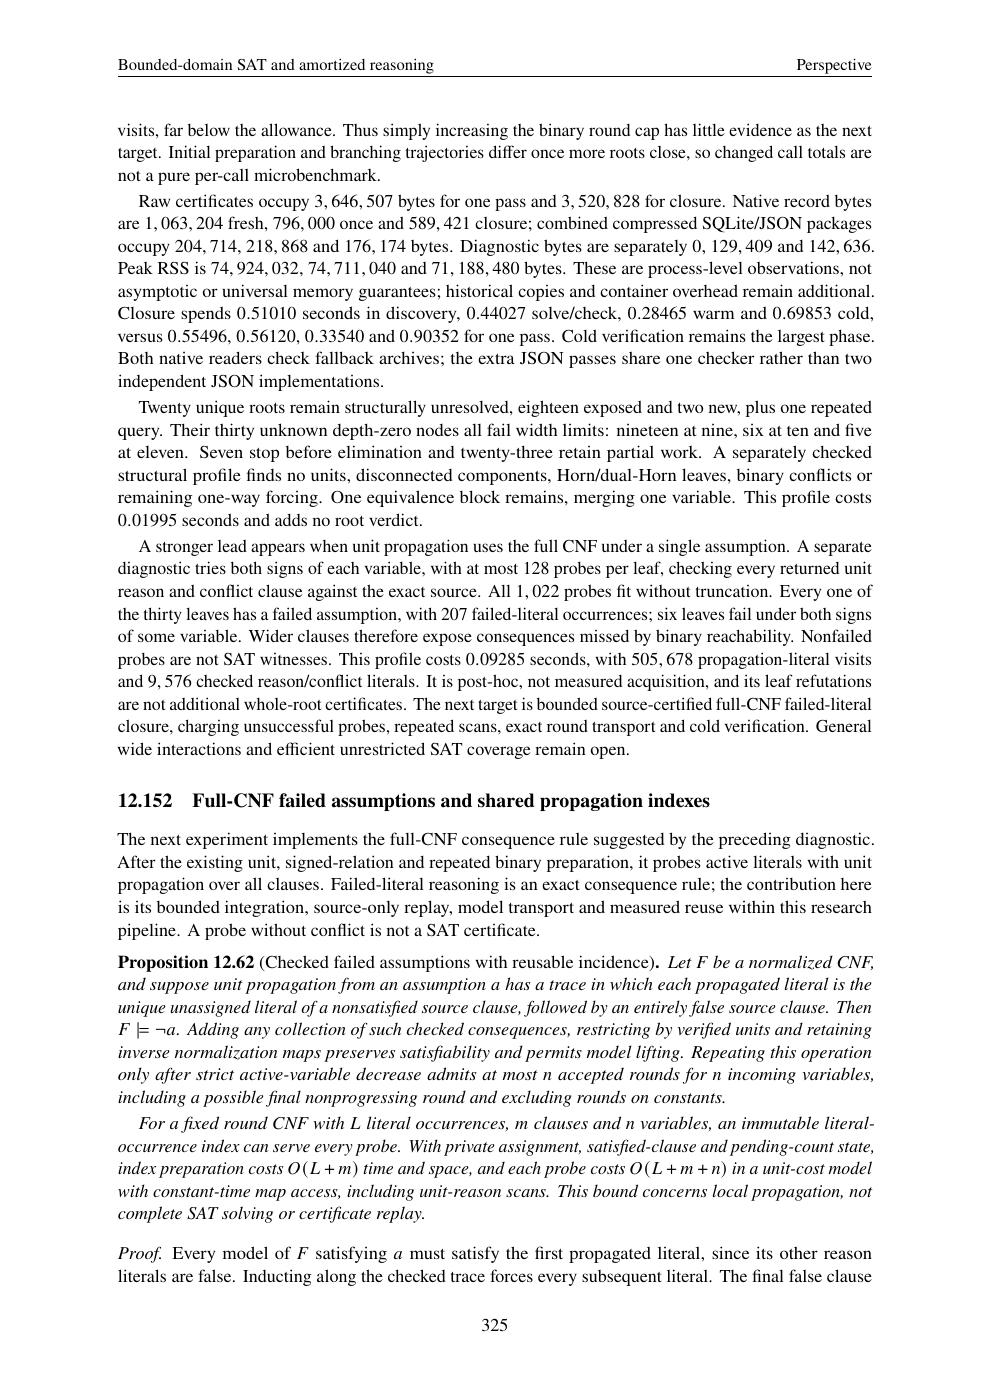 Bounded-domain SAT and amortized reasoning Perspective
visits, far below the allowance. Thus simply increasing the binary round cap has little evidence as the next
target. Initial preparation and branching trajectories differ once more roots close, so changed call totals are
not a pure per-call microbenchmark.
Raw certificates occupy 3, 646, 507 bytes for one pass and 3, 520, 828 for closure. Native record bytes
are 1, 063, 204 fresh, 796, 000 once and 589, 421 closure; combined compressed SQLite/JSON packages
occupy 204, 714, 218, 868 and 176, 174 bytes. Diagnostic bytes are separately 0, 129, 409 and 142, 636.
Peak RSS is 74, 924, 032, 74, 711, 040 and 71, 188, 480 bytes. These are process-level observations, not
asymptotic or universal memory guarantees; historical copies and container overhead remain additional.
Closure spends 0.51010 seconds in discovery, 0.44027 solve/check, 0.28465 warm and 0.69853 cold,
versus 0.55496, 0.56120, 0.33540 and 0.90352 for one pass. Cold verification remains the largest phase.
Both native readers check fallback archives; the extra JSON passes share one checker rather than two
independent JSON implementations.
Twenty unique roots remain structurally unresolved, eighteen exposed and two new, plus one repeated
query. Their thirty unknown depth-zero nodes all fail width limits: nineteen at nine, six at ten and five
at eleven. Seven stop before elimination and twenty-three retain partial work. A separately checked
structural profile finds no units, disconnected components, Horn/dual-Horn leaves, binary conflicts or
remaining one-way forcing. One equivalence block remains, merging one variable. This profile costs
0.01995 seconds and adds no root verdict.
A stronger lead appears when unit propagation uses the full CNF under a single assumption. A separate
diagnostic tries both signs of each variable, with at most 128 probes per leaf, checking every returned unit
reason and conflict clause against the exact source. All 1, 022 probes fit without truncation. Every one of
the thirty leaves has a failed assumption, with 207 failed-literal occurrences; six leaves fail under both signs
of some variable. Wider clauses therefore expose consequences missed by binary reachability. Nonfailed
probes are not SAT witnesses. This profile costs 0.09285 seconds, with 505, 678 propagation-literal visits
and 9, 576 checked reason/conflict literals. It is post-hoc, not measured acquisition, and its leaf refutations
are not additional whole-root certificates. The next target is bounded source-certified full-CNF failed-literal
closure, charging unsuccessful probes, repeated scans, exact round transport and cold verification. General
wide interactions and efficient unrestricted SAT coverage remain open.
12.152 Full-CNF failed assumptions and shared propagation indexes
The next experiment implements the full-CNF consequence rule suggested by the preceding diagnostic.
After the existing unit, signed-relation and repeated binary preparation, it probes active literals with unit
propagation over all clauses. Failed-literal reasoning is an exact consequence rule; the contribution here
is its bounded integration, source-only replay, model transport and measured reuse within this research
pipeline. A probe without conflict is not a SAT certificate.
Proposition 12.62 (Checked failed assumptions with reusable incidence). Let F be a normalized CNF,
and suppose unit propagation from an assumption a has a trace in which each propagated literal is the
unique unassigned literal of a nonsatisfied source clause, followed by an entirely false source clause. Then
F ⊨ ¬a. Adding any collection of such checked consequences, restricting by verified units and retaining
inverse normalization maps preserves satisfiability and permits model lifting. Repeating this operation
only after strict active-variable decrease admits at most n accepted rounds for n incoming variables,
including a possible final nonprogressing round and excluding rounds on constants.
For a fixed round CNF with L literal occurrences, m clauses and n variables, an immutable literal-
occurrence index can serve every probe. With private assignment, satisfied-clause and pending-count state,
index preparation costs O(L + m) time and space, and each probe costs O(L + m + n) in a unit-cost model
with constant-time map access, including unit-reason scans. This bound concerns local propagation, not
complete SAT solving or certificate replay.
Proof. Every model of F satisfying a must satisfy the first propagated literal, since its other reason
literals are false. Inducting along the checked trace forces every subsequent literal. The final false clause
325